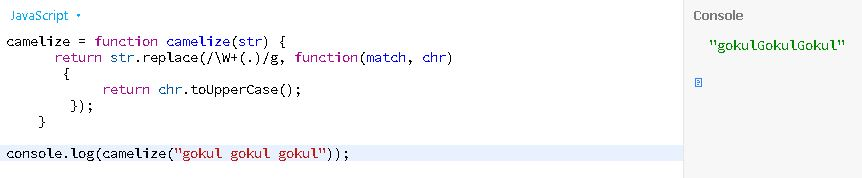 JavaScript
camelize = function camelize(str) {
return str.replace(/\W+(.)/g, function(match, chr)
{
return chr.toUpperCase();
});
}
console.log(camelize("gokul gokul gokul"));
Console
"gokulGokulGokul"